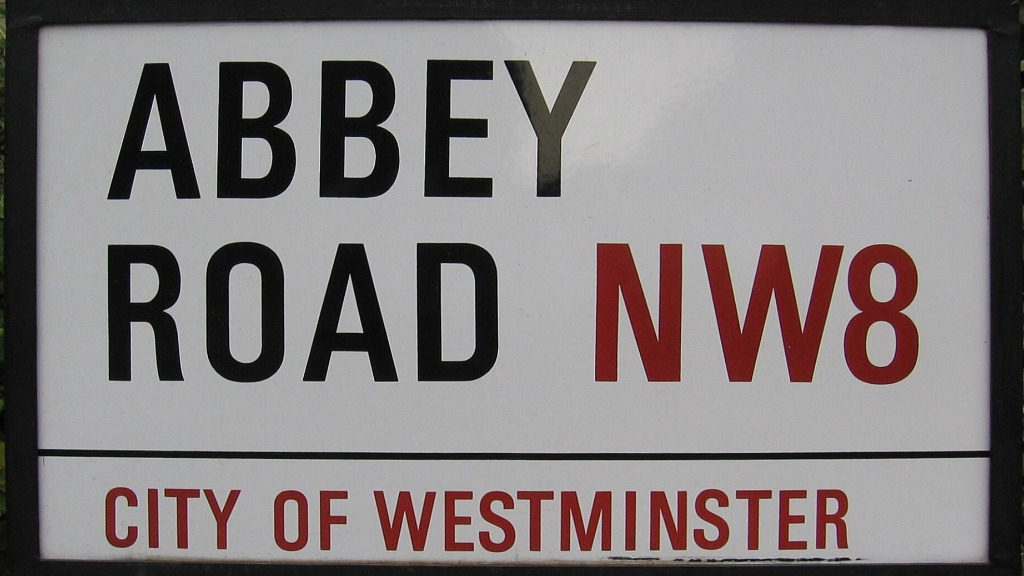 ABBEY
ROAD NW8
CITY OF WESTMINSTER